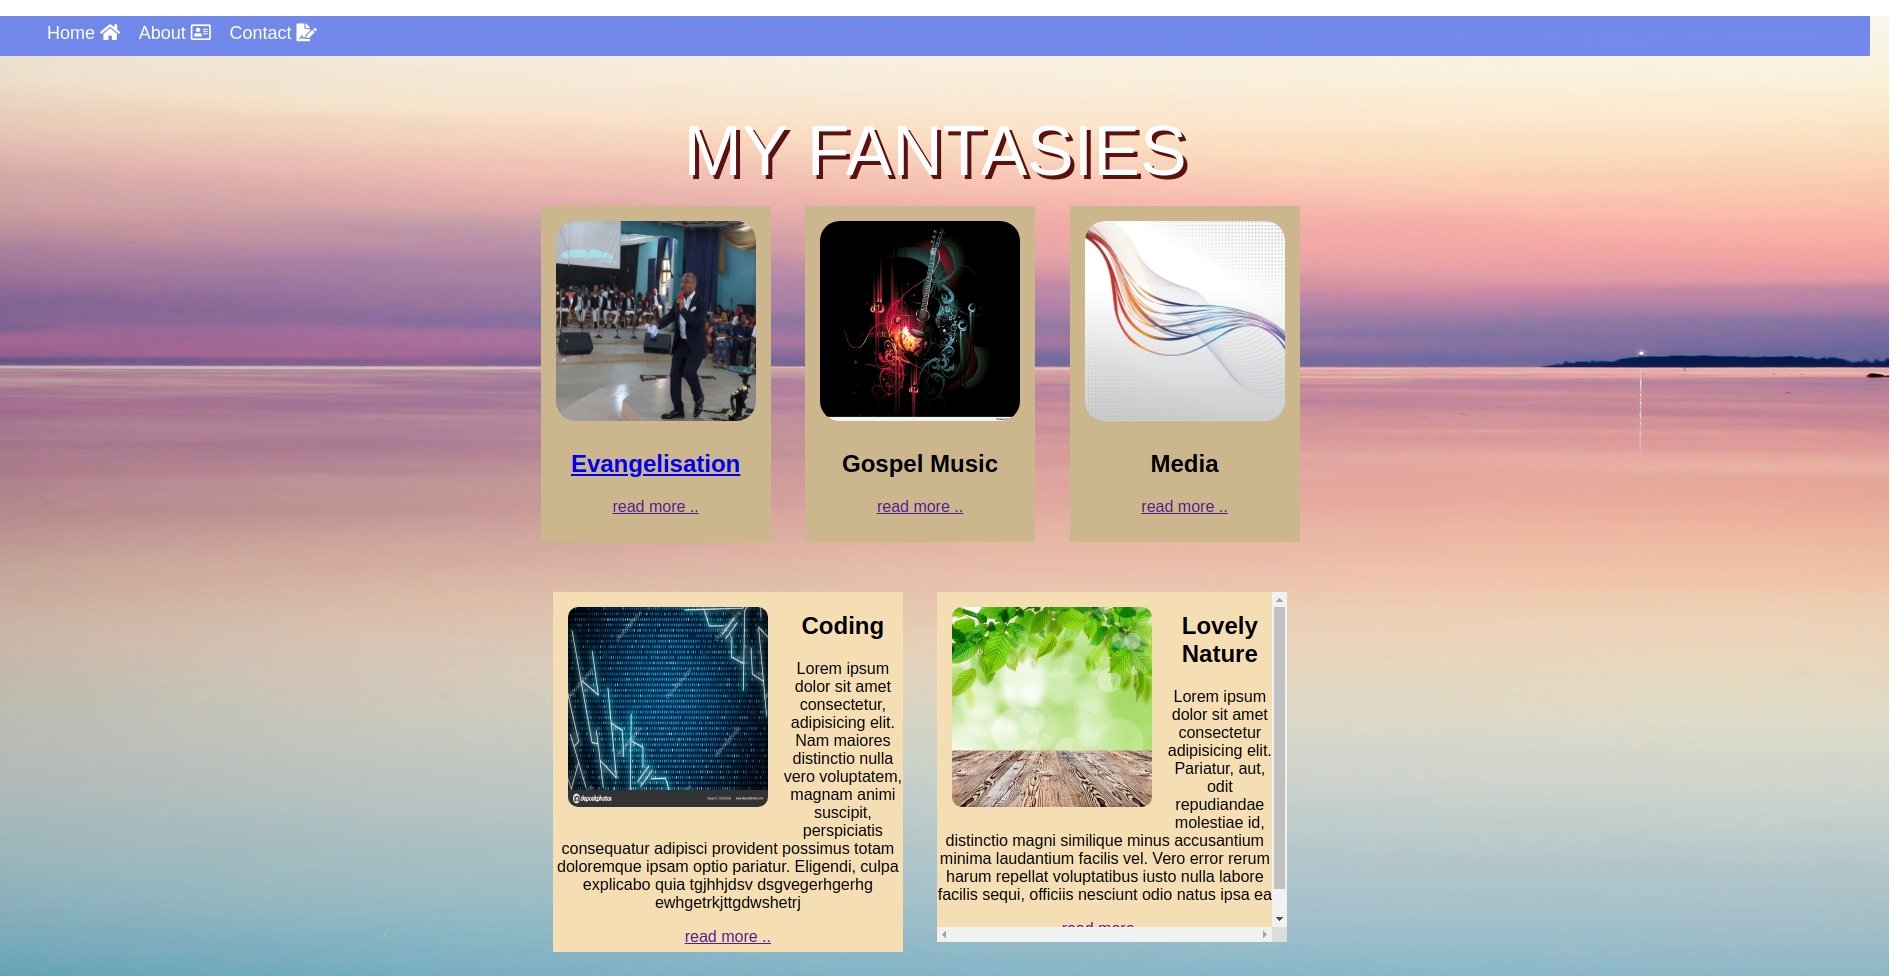 Home About Contact
MY FANTASIES
Evangelisation
read more ..
Gospel Music
read more ..
Media
read more ..
Coding
Lorem ipsum
dolor sit amet
consectetur,
adipisicing elit.
Nam maiores
distinctio nulla
vero voluptatem,
magnam animi
suscipit,
perspiciatis
consequatur adipisci provident possimus totam
doloremque ipsam optio pariatur. Eligendi, culpa
explicabo quia tgjhhjdsv dsgvegerhgerhg
ewhgetrkjttgdwshetrj
read more ..
depositphotos
Lovely
Nature
Lorem ipsum
dolor sit amet
consectetur
adipisicing elit.
Pariatur, aut,
odit
repudiandae
molestiae id,
distinctio magni similique minus accusantium
minima laudantium facilis vel. Vero error rerum
harum repellat voluptatibus iusto nulla labore
facilis sequi, officiis nesciunt odio natus ipsa ea
read more